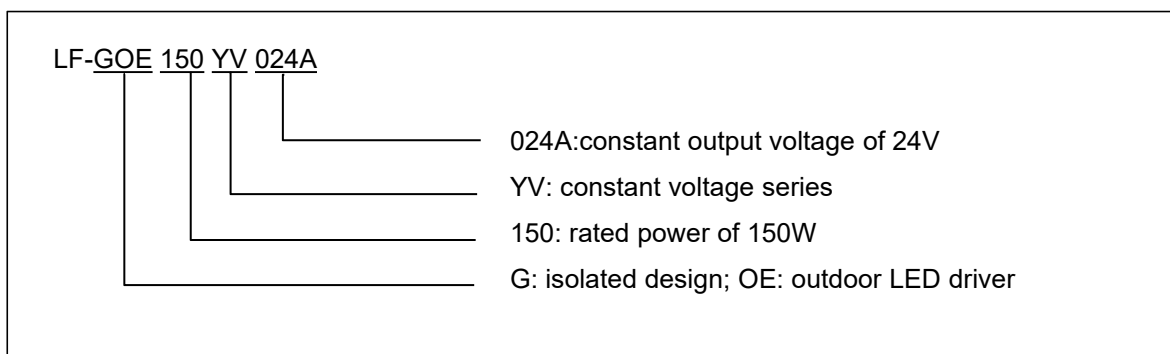 LF-GOE 150 YV 024A
024A:constant output voltage of 24V
YV: constant voltage series
150: rated power of 150W
G: isolated design; OE: outdoor LED driver